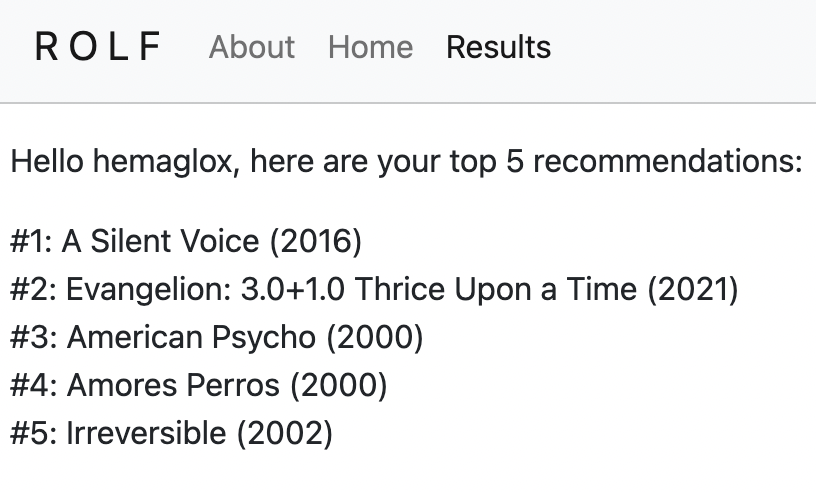 R O L F About Home Results
Hello hemaglox, here are your top 5 recommendations:
#1: A Silent Voice (2016)
#2: Evangelion: 3.0+1.0 Thrice Upon a Time (2021)
#3: American Psycho (2000)
#4: Amores Perros (2000)
#5: Irreversible (2002)